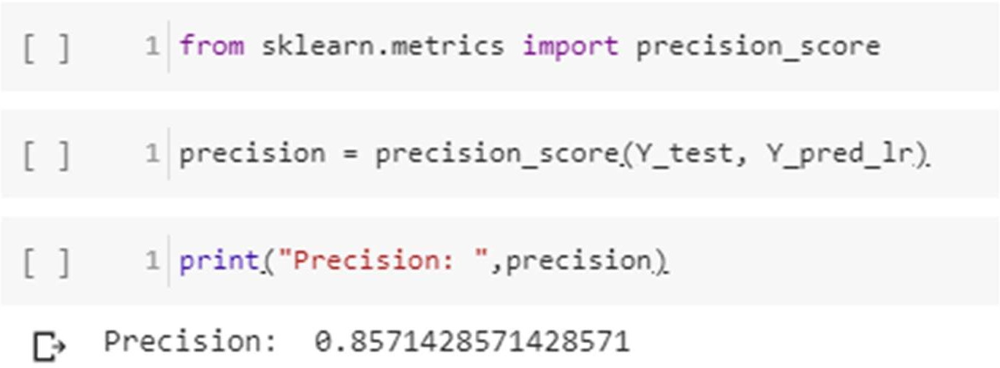 [ ] 1 from sklearn.metrics import precision_score
[ ] 1 precision = precision_score(Y_test, Y_pred_lr)
[ ] 1 print("Precision: ",precision)
Precision:  0.8571428571428571